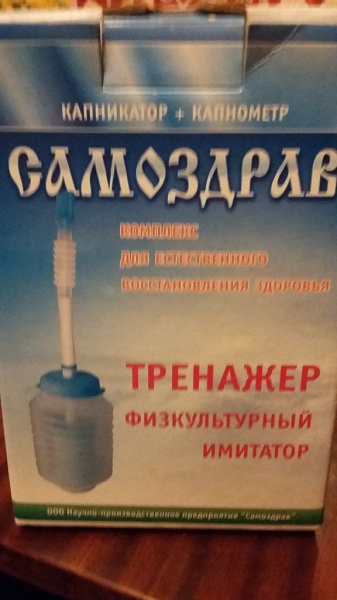 КАПНИКАТОР + КАПНОМЕТР
САМОЗДРАВ
КОМПЛЕКС
ДЛЯ ЕСТЕСТВЕННОГО
ВОССТАНОВЛЕНИЯ ЗДОРОВЬЯ
ТРЕНАЖЕР
ФИЗКУЛЬТУРНЫЙ
ИМИТАТОР
ООО Научно-производственное предприятие "Самоздрав"